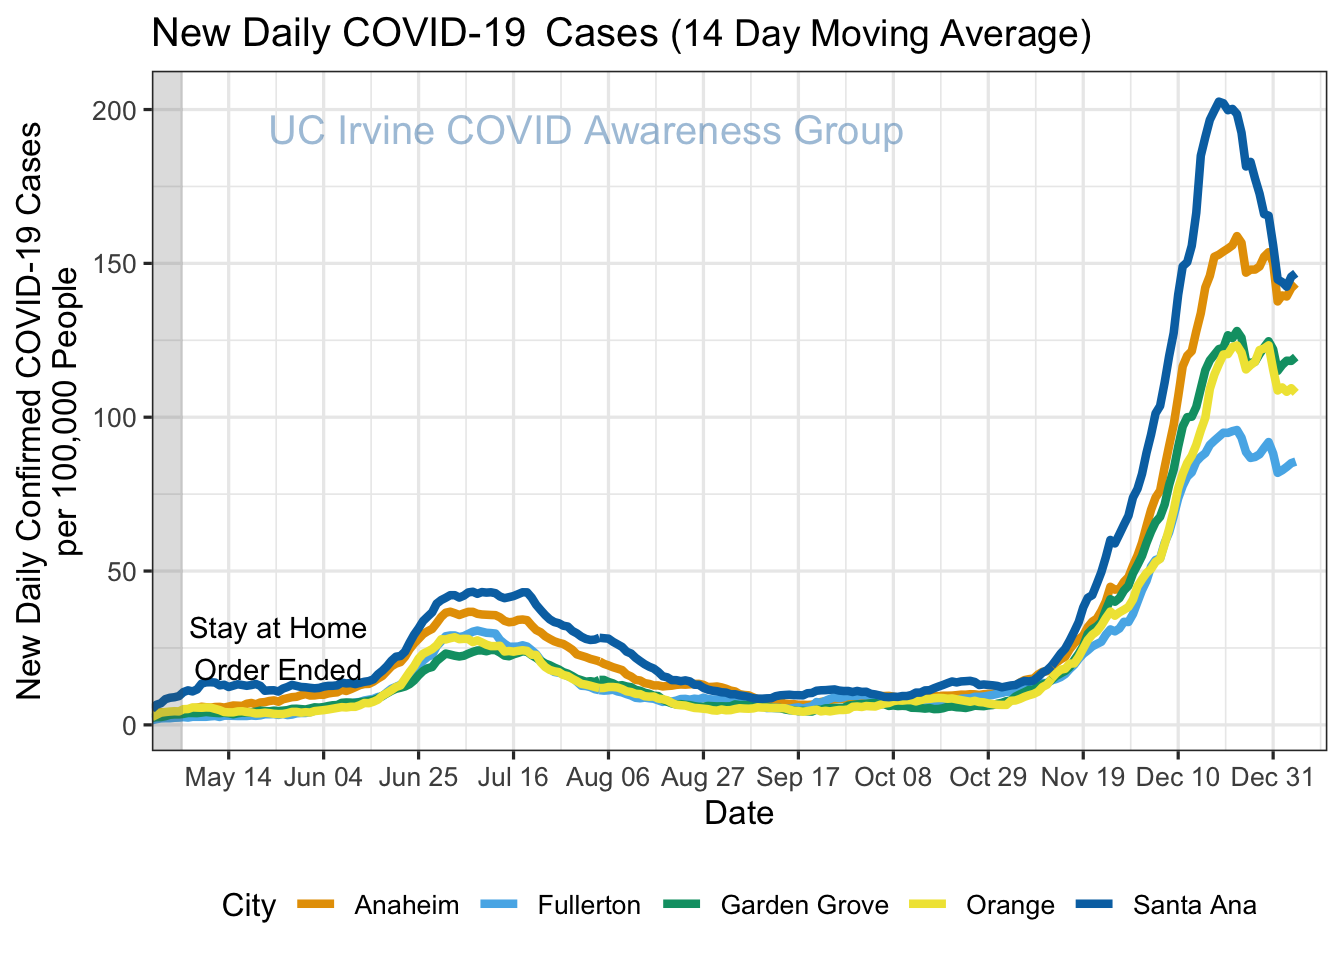 New Daily COVID-19 Cases (14 Day Moving Average)
UC Irvine COVID Awareness Group
New Daily Confirmed COVID-19 Cases
per 100,000 People
200
150
100
50
0
Stay at Home
Order Ended
May 14 Jun 04 Jun 25 Jul 16 Aug 06 Aug 27 Sep 17 Oct 08 Oct 29 Nov 19 Dec 10 Dec 31
Date
City Anaheim Fullerton Garden Grove Orange Santa Ana